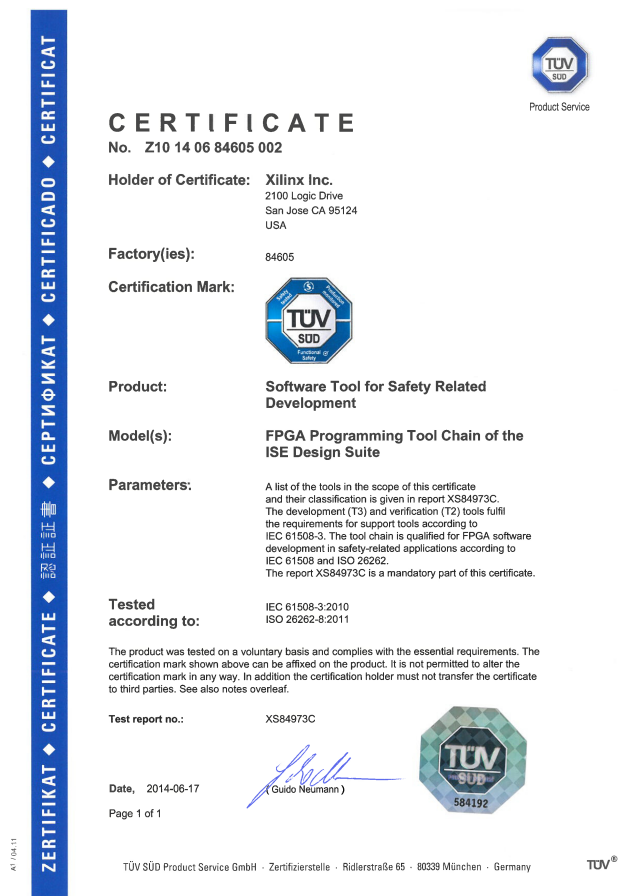 ZERTIFIKAT ◆ CERTIFICATE ◆ 認証証書 ◆ СЕРТИФИКАТ ◆ CERTIFICADO ◆ CERTIFICAT
TÜV
SÜD
Product Service
CERTIFICATE
No. Z10 14 06 84605 002
Holder of Certificate: Xilinx Inc.
2100 Logic Drive
San Jose CA 95124
USA
Factory(ies): 84605
Certification Mark:
Safety tested
Production monitored
TÜV
SÜD
Functional
Safety
Product: Software Tool for Safety Related
Development
Model(s): FPGA Programming Tool Chain of the
ISE Design Suite
Parameters: A list of the tools in the scope of this certificate
and their classification is given in report XS84973C.
The development (T3) and verification (T2) tools fulfil
the requirements for support tools according to
IEC 61508-3. The tool chain is qualified for FPGA software
development in safety-related applications according to
IEC 61508 and ISO 26262.
The report XS84973C is a mandatory part of this certificate.
Tested
according to:
IEC 61508-3:2010
ISO 26262-8:2011
The product was tested on a voluntary basis and complies with the essential requirements. The
certification mark shown above can be affixed on the product. It is not permitted to alter the
certification mark in any way. In addition the certification holder must not transfer the certificate
to third parties. See also notes overleaf.
Test report no.: XS84973C
TÜV
SÜD
584192
Date, 2014-06-17
( Guido Neumann )
Page 1 of 1
A1 / 04.11
TÜV SÜD Product Service GmbH · Zertifizierstelle · Ridlerstraße 65 · 80339 München · Germany
TÜV®